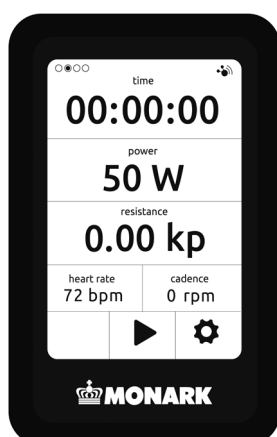 time
00:00:00
power
50 W
resistance
0.00 kp
heart rate
72 bpm
cadence
0 rpm
MONARK